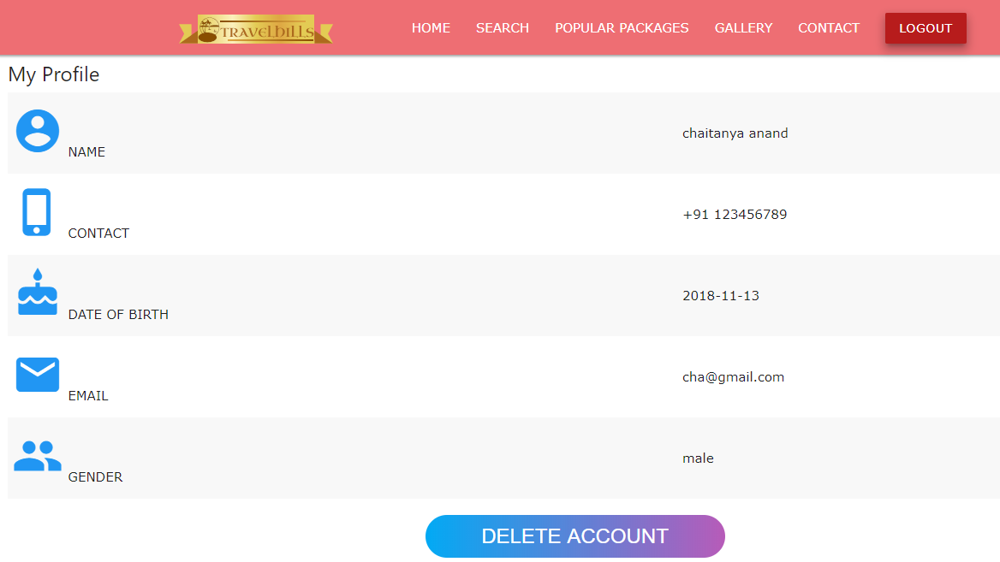 TRAVELHILLS HOME SEARCH POPULAR PACKAGES GALLERY CONTACT LOGOUT
My Profile
NAME chaitanya anand
CONTACT +91 123456789
DATE OF BIRTH 2018-11-13
EMAIL cha@gmail.com
GENDER male
DELETE ACCOUNT